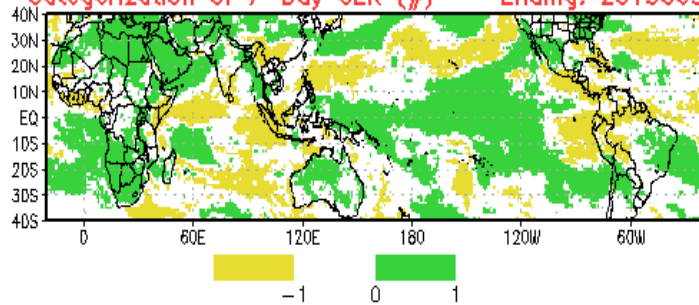 Categorization of 7-Day OLR (#) Ending:
40N
30N
20N
10N
EQ
10S
20S
30S
40S
0 60E 120E 180 120W 60W
-1 0 1